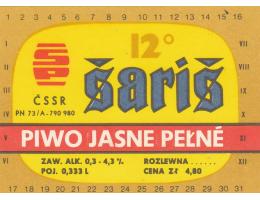 1 2 3 4 5 6 7 8 9 10 11 12 13 14 15 16
12°
SP
šariš
ČSSR
PN 73/A-790 980
I
II
III
IV
V
VI
VII
VIII
IX
X
XI
XII
PIWO JASNE PEŁNÉ
ZAW. ALK. 0,3 - 4,3 % ROZLEWNA......
POJ. 0,333 L CENA Zł 4,80
17 18 19 20 21 22 23 24 25 26 27 28 29 30 31